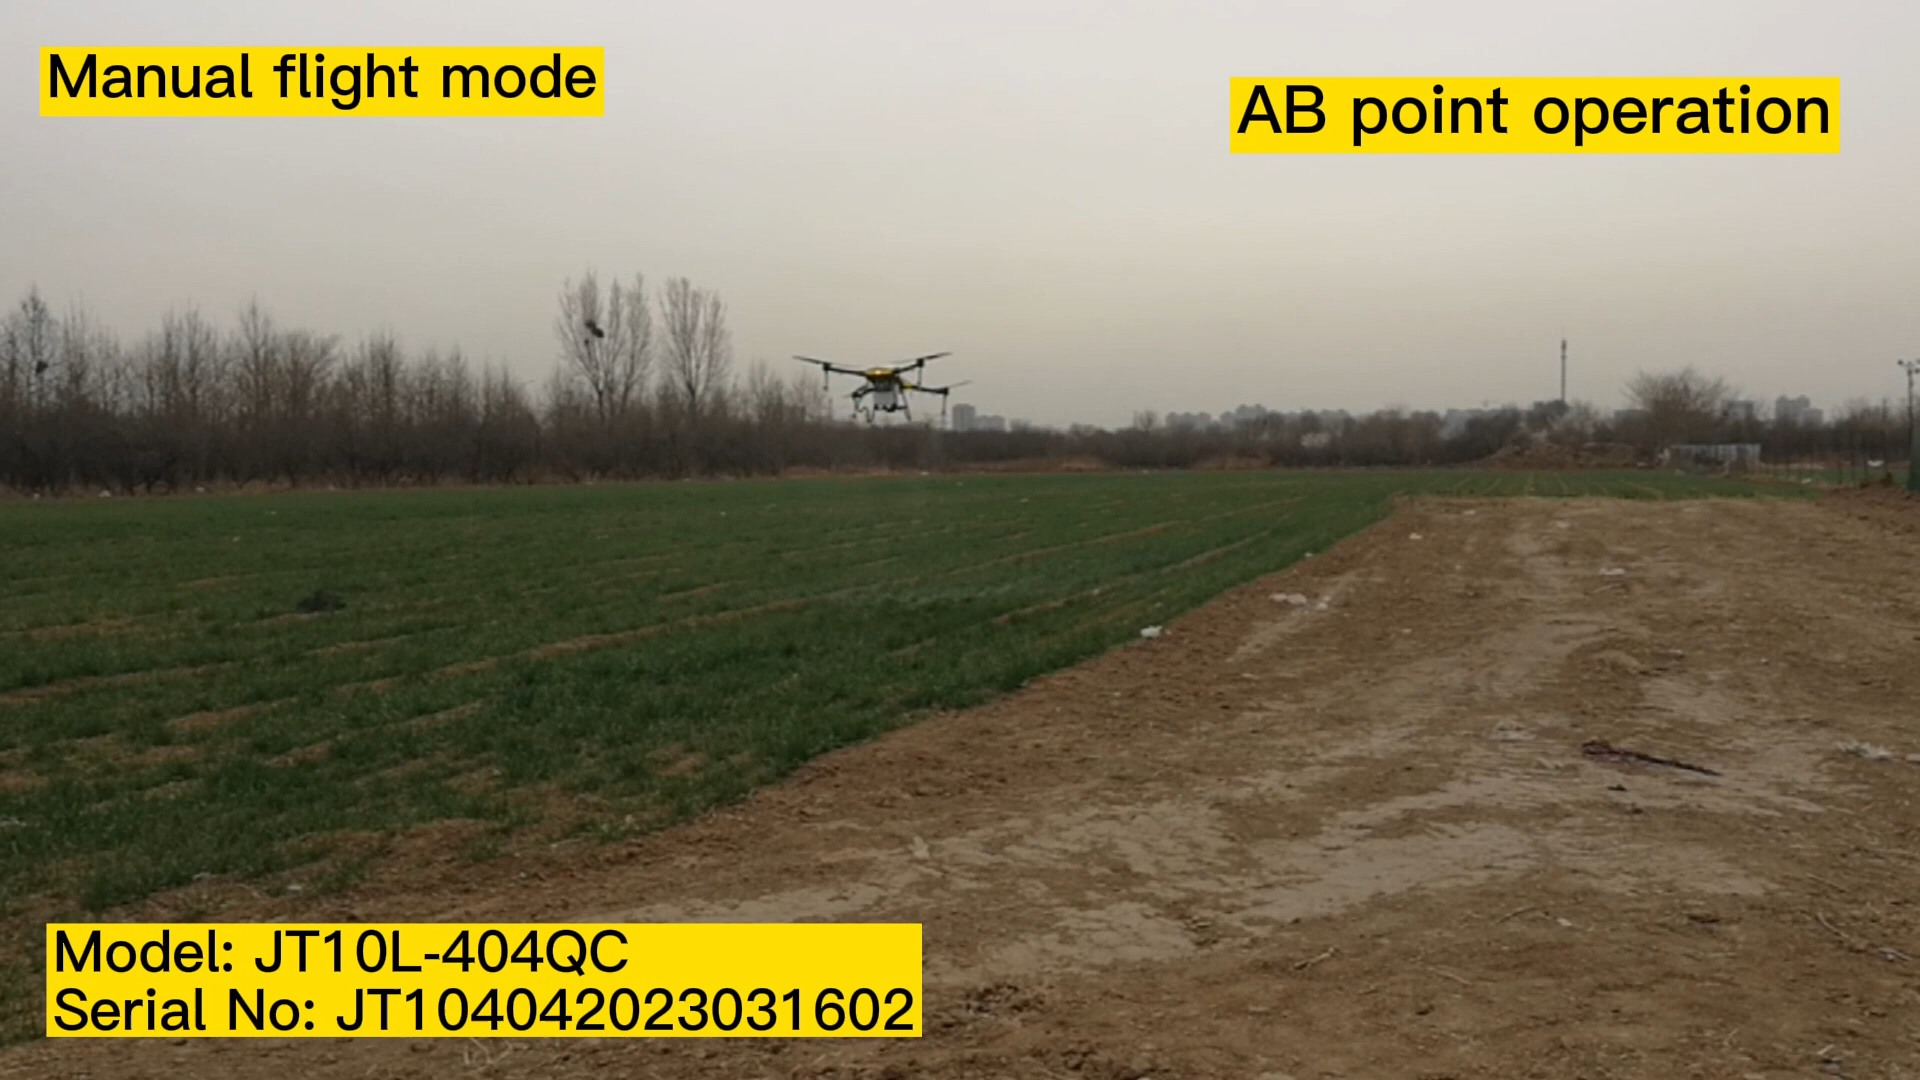 Manual flight mode
AB point operation
Model: JT10L-404QC
Serial No: JT104042023031602